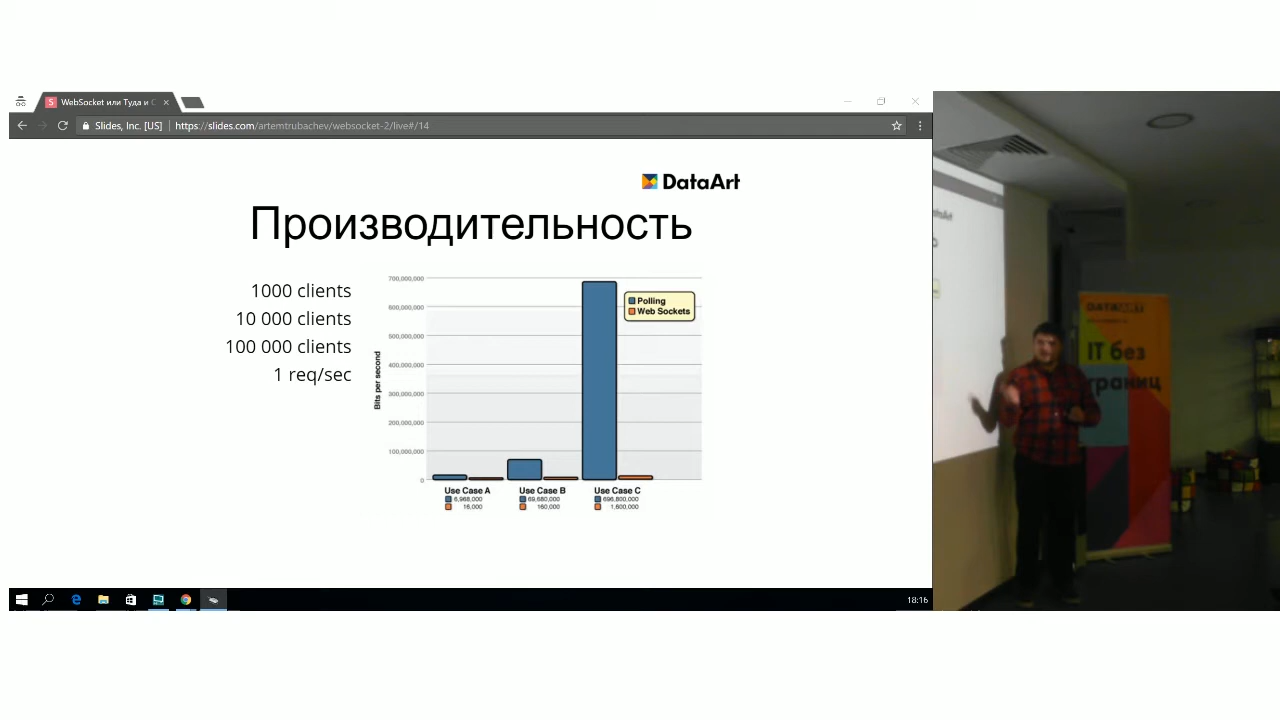 WebSocket или Туда и С
Slides, Inc. [US]
https://slides.com/artemtrubachev/websocket-2/live#/14
DataArt
Производительность
1000 clients
10 000 clients
100 000 clients
1 req/sec
700,000,000
600,000,000
500,000,000
400,000,000
300,000,000
200,000,000
100,000,000
0
Bits per second
Polling
Web Sockets
Use Case A
6,968,000
16,000
Use Case B
69,680,000
160,000
Use Case C
696,800,000
1,600,000
18:16
DATAART
IT без
границ